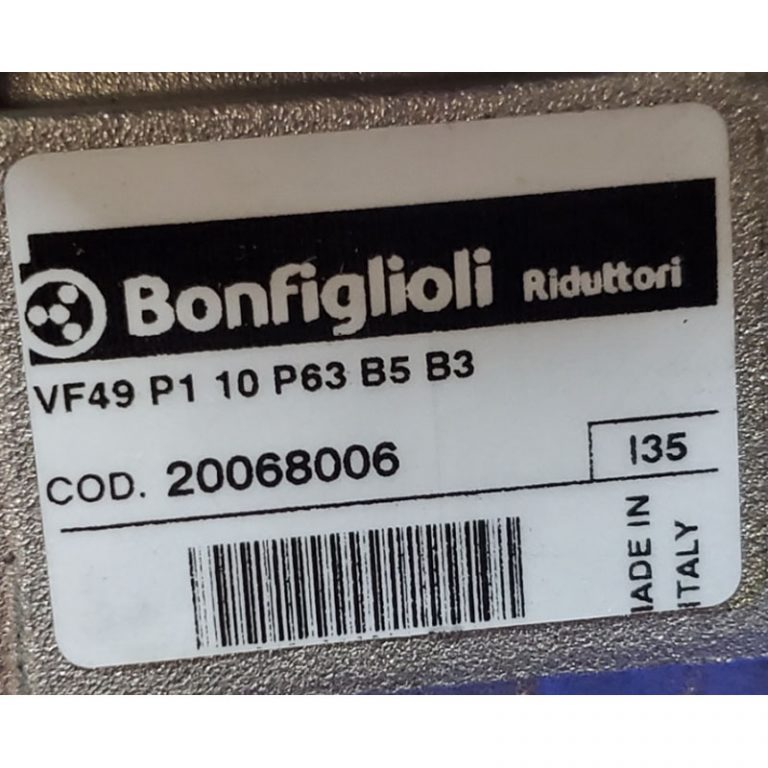 Bonfiglioli Riduttori
VF49 P1 10 P63 B5 B3
COD. 20068006
I35
MADE IN
ITALY